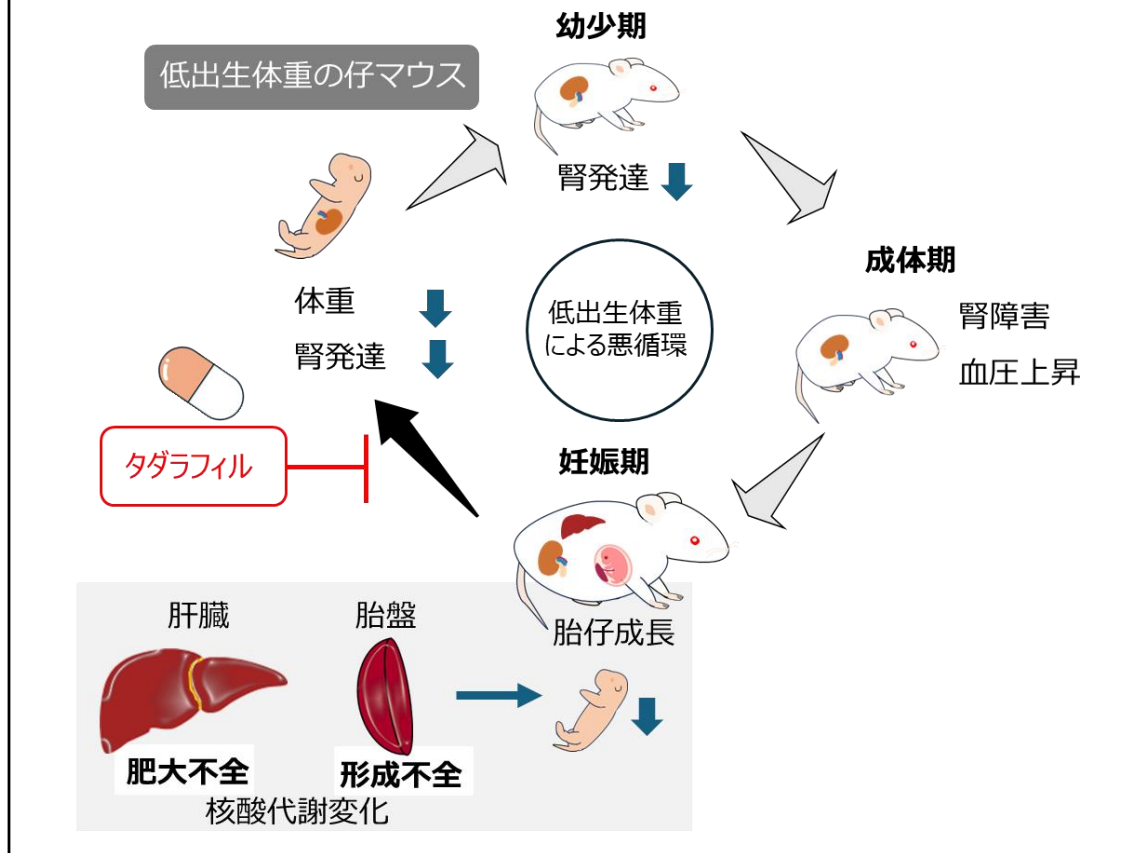 幼少期
低出生体重の仔マウス
腎発達
成体期
体重
腎発達
低出生体重
による悪循環
腎障害
血圧上昇
タダラフィル
妊娠期
肝臓
胎盤
胎仔成長
肥大不全
形成不全
核酸代謝変化